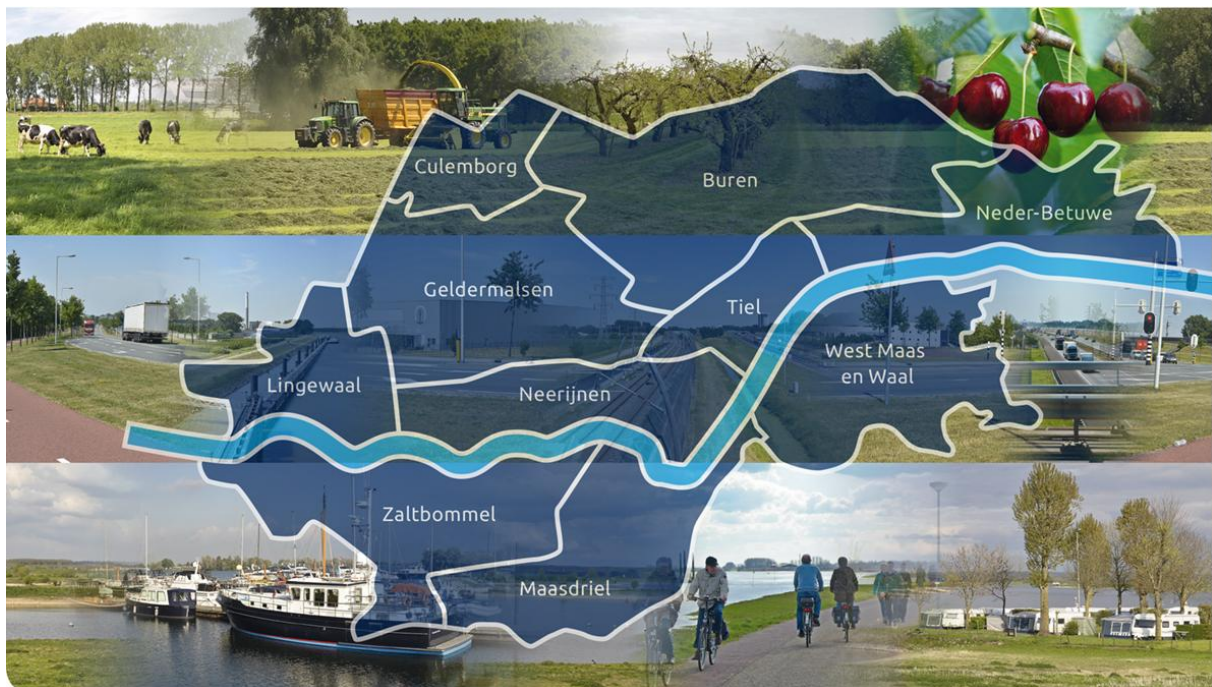 Culemborg
Buren
Neder-Betuwe
Geldermalsen
Tiel
West Maas
en Waal
Lingewaal
Neerijnen
Zaltbommel
Maasdriel